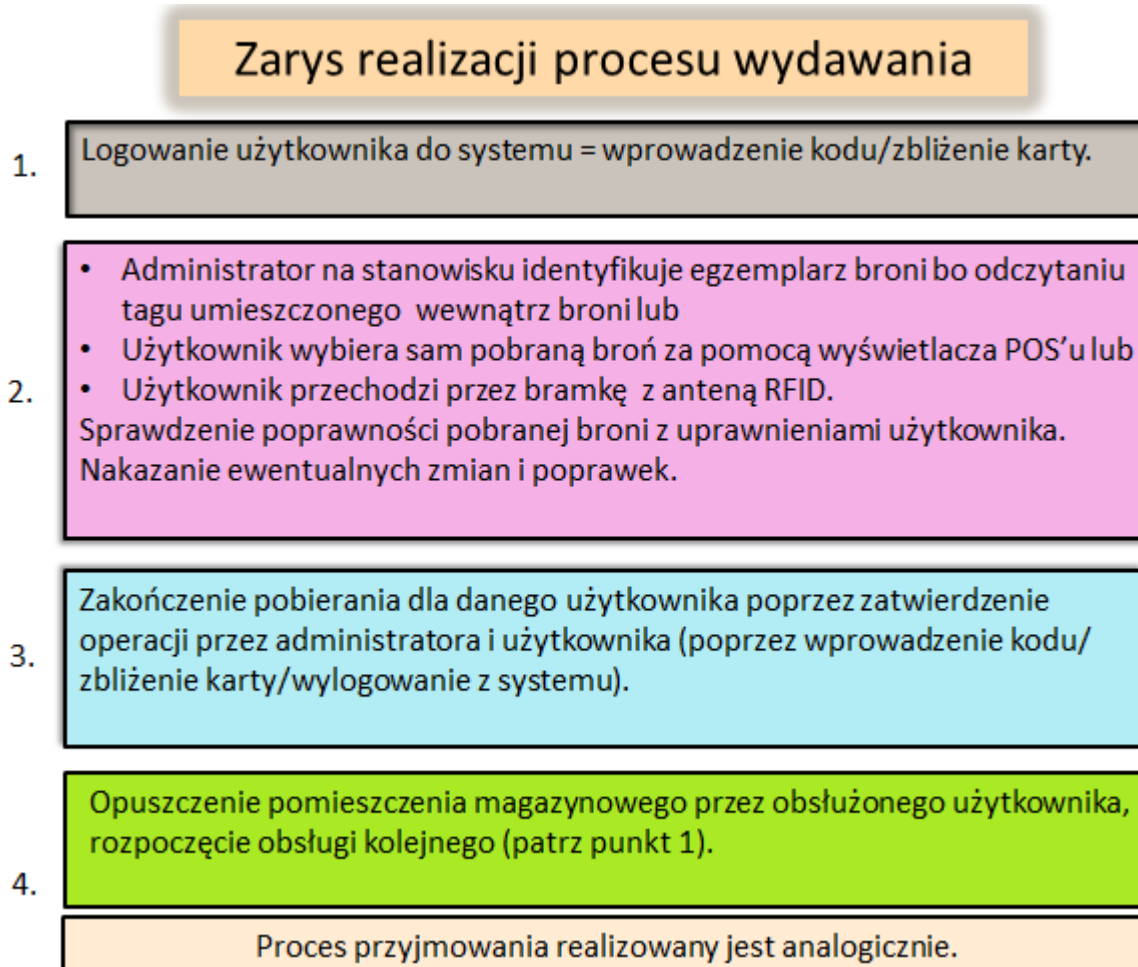 Zarys realizacji procesu wydawania
1.
Logowanie użytkownika do systemu = wprowadzenie kodu/zbliżenie karty.
• Administrator na stanowisku identyfikuje egzemplarz broni bo odczytaniu
tagu umieszczonego wewnątrz broni lub
• Użytkownik wybiera sam pobraną broń za pomocą wyświetlacza POS’u lub
2.
• Użytkownik przechodzi przez bramkę z anteną RFID.
Sprawdzenie poprawności pobranej broni z uprawnieniami użytkownika.
Nakazanie ewentualnych zmian i poprawek.
Zakończenie pobierania dla danego użytkownika poprzez zatwierdzenie
3.
operacji przez administratora i użytkownika (poprzez wprowadzenie kodu/
zbliżenie karty/wylogowanie z systemu).
Opuszczenie pomieszczenia magazynowego przez obsłużonego użytkownika,
rozpoczęcie obsługi kolejnego (patrz punkt 1).
4.
Proces przyjmowania realizowany jest analogicznie.